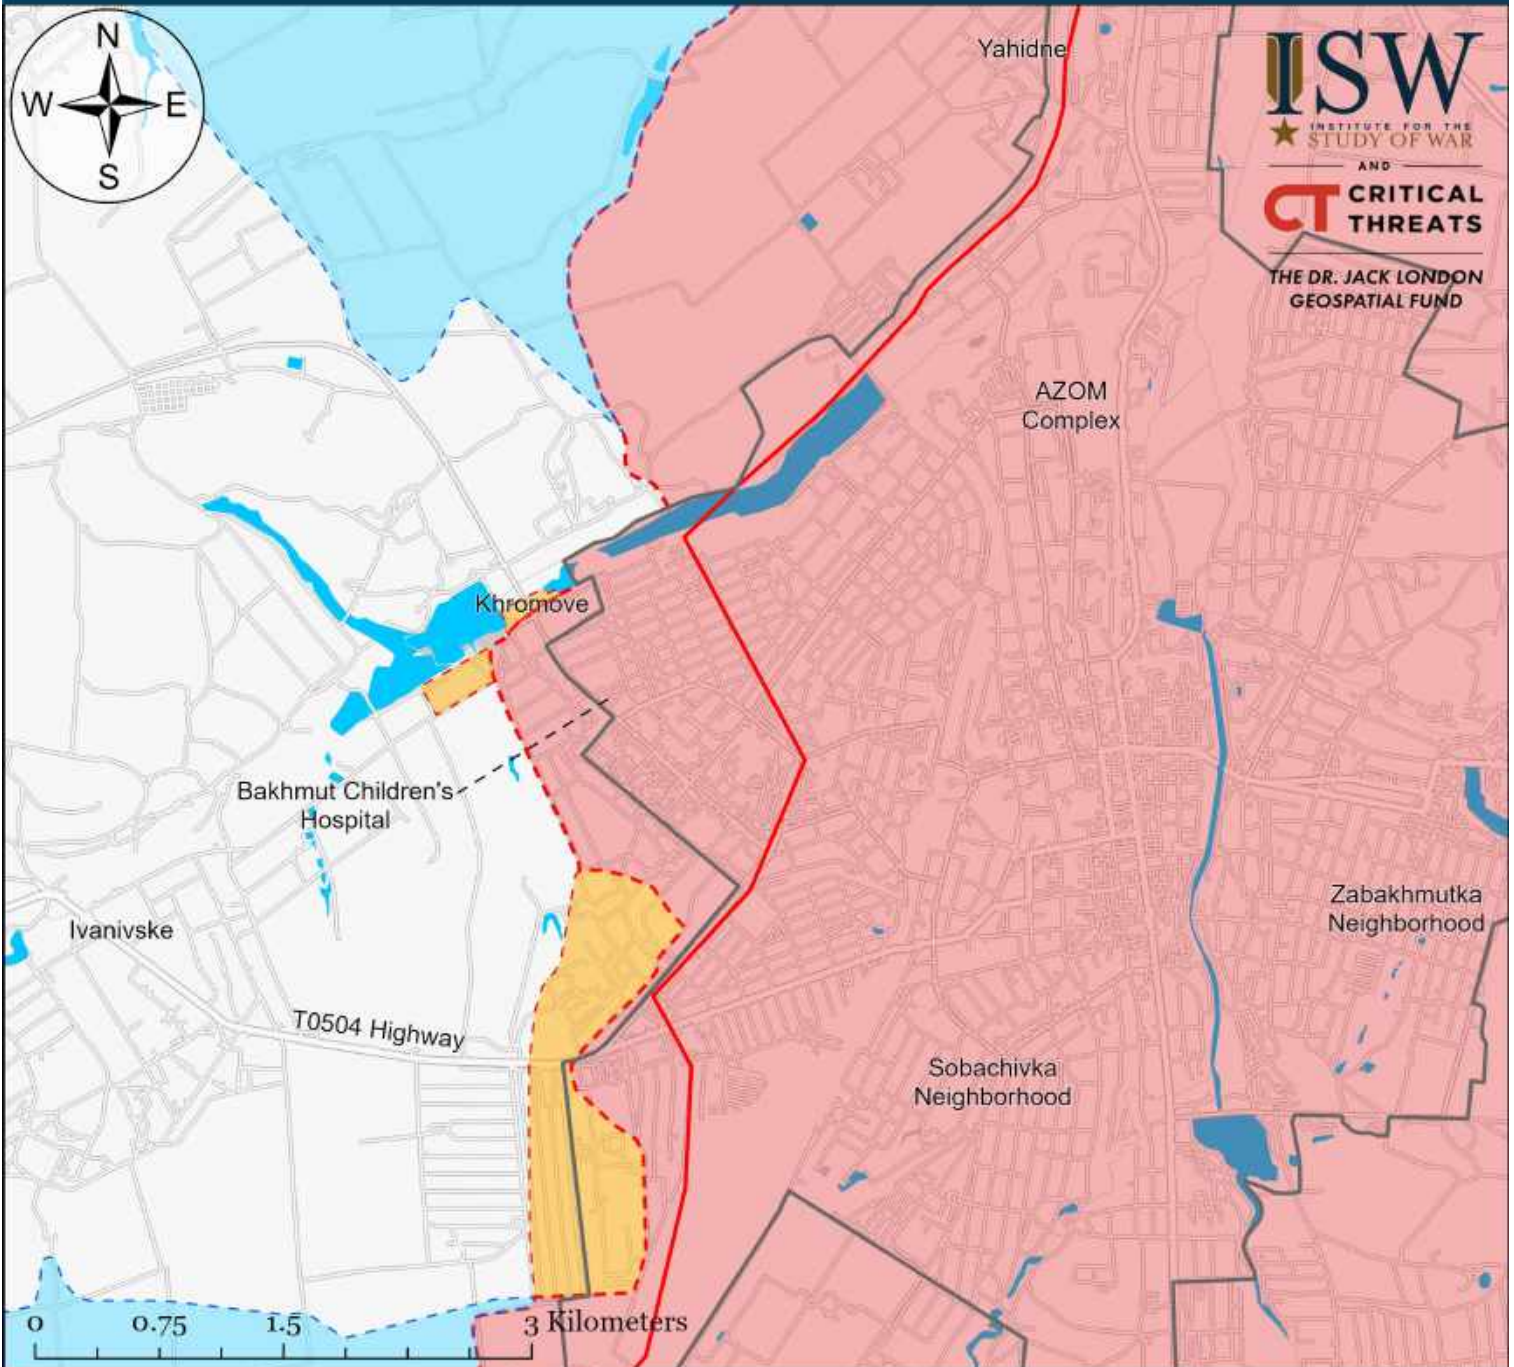 N
W
E
S
Yahidne
ISW
INSTITUTE FOR THE
STUDY OF WAR
AND
CT CRITICAL
THREATS
THE DR. JACK LONDON
GEOSPATIAL FUND
AZOM
Complex
Khromove
Bakhmut Children's
Hospital
Ivanivske
Zabakhmutka
Neighborhood
T0504 Highway
Sobachivka
Neighborhood
0 0.75 1.5 3 Kilometers